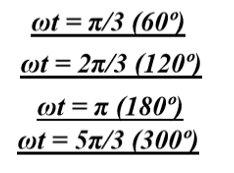 ωt = π/3 (60º)
ωt = 2π/3 (120º)
ωt = π (180º)
ωt = 5π/3 (300º)